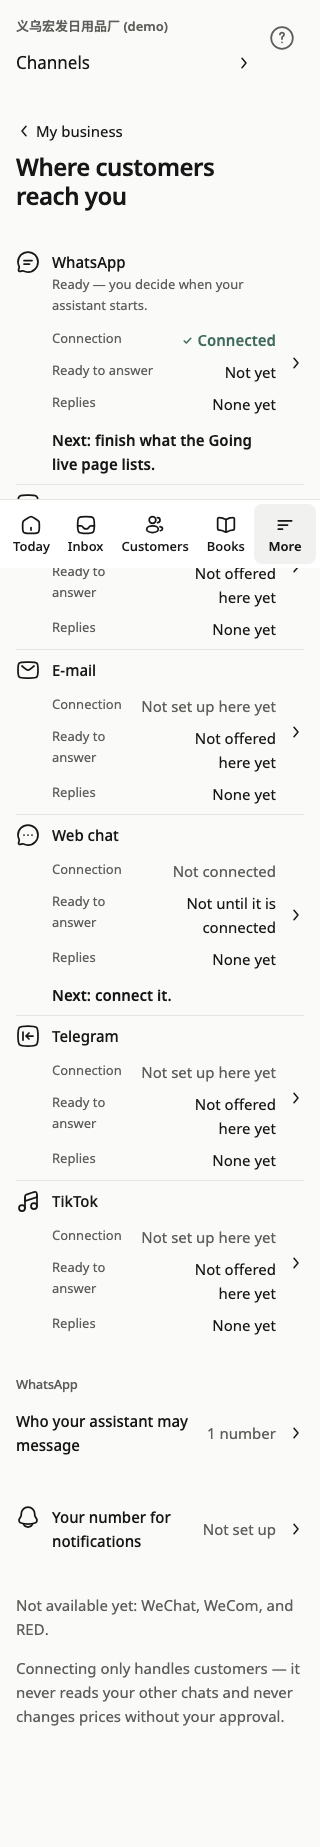 义乌宏发日用品厂 (demo)
Channels
My business
Where customers
reach you
WhatsApp
Ready — you decide when your
assistant starts.
Connection
Connected
Ready to answer
Not yet
Replies
None yet
Next: finish what the Going
live page lists.
Today
Inbox
Customers
Books
More
Ready to
answer
Not offered
here yet
Replies
None yet
E-mail
Connection
Not set up here yet
Ready to
answer
Not offered
here yet
Replies
None yet
Web chat
Connection
Not connected
Ready to
answer
Not until it is
connected
Replies
None yet
Next: connect it.
Telegram
Connection
Not set up here yet
Ready to
answer
Not offered
here yet
Replies
None yet
TikTok
Connection
Not set up here yet
Ready to
answer
Not offered
here yet
Replies
None yet
WhatsApp
Who your assistant may
message
1 number
Your number for
notifications
Not set up
Not available yet: WeChat, WeCom, and
RED.
Connecting only handles customers — it
never reads your other chats and never
changes prices without your approval.